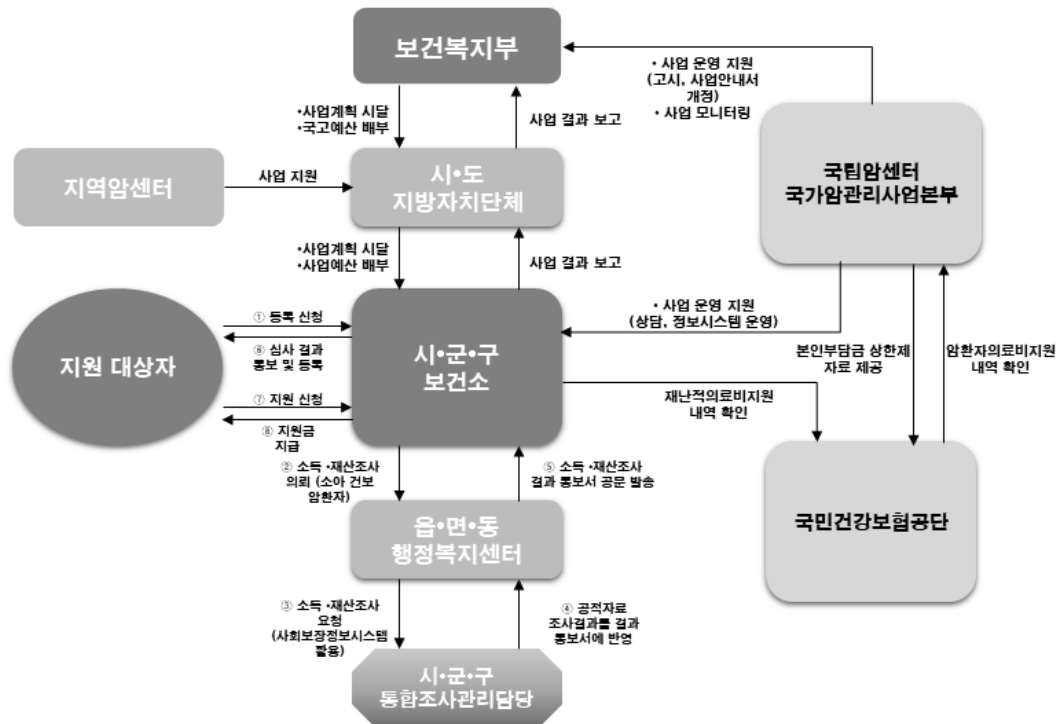 보건복지부
• 사업 운영 지원
(고시, 사업안내서
개정)
• 사업 모니터링
•사업계획 시달
•국고예산 배부
사업 결과 보고
지역암센터
사업 지원
시•도
지방자치단체
국립암센터
국가암관리사업본부
•사업계획 시달
•사업예산 배부
사업 결과 보고
지원 대상자
① 등록 신청
⑥ 심사 결과
통보 및 등록
⑦ 지원 신청
⑧ 지원금
지급
시•군•구
보건소
• 사업 운영 지원
(상담, 정보시스템 운영)
본인부담금 상한제
자료 제공
암환자의료비지원
내역 확인
재난적의료비지원
내역 확인
② 소득 •재산조사
의뢰 (소아 건보
암환자)
⑤ 소득 •재산조사
결과 통보서 공문 발송
국민건강보험공단
읍•면•동
행정복지센터
③ 소득 •재산조사
요청
(사회보장정보시스템
활용)
④ 공적자료
조사결과를 결과
통보서에 반영
시•군•구
통합조사관리담당